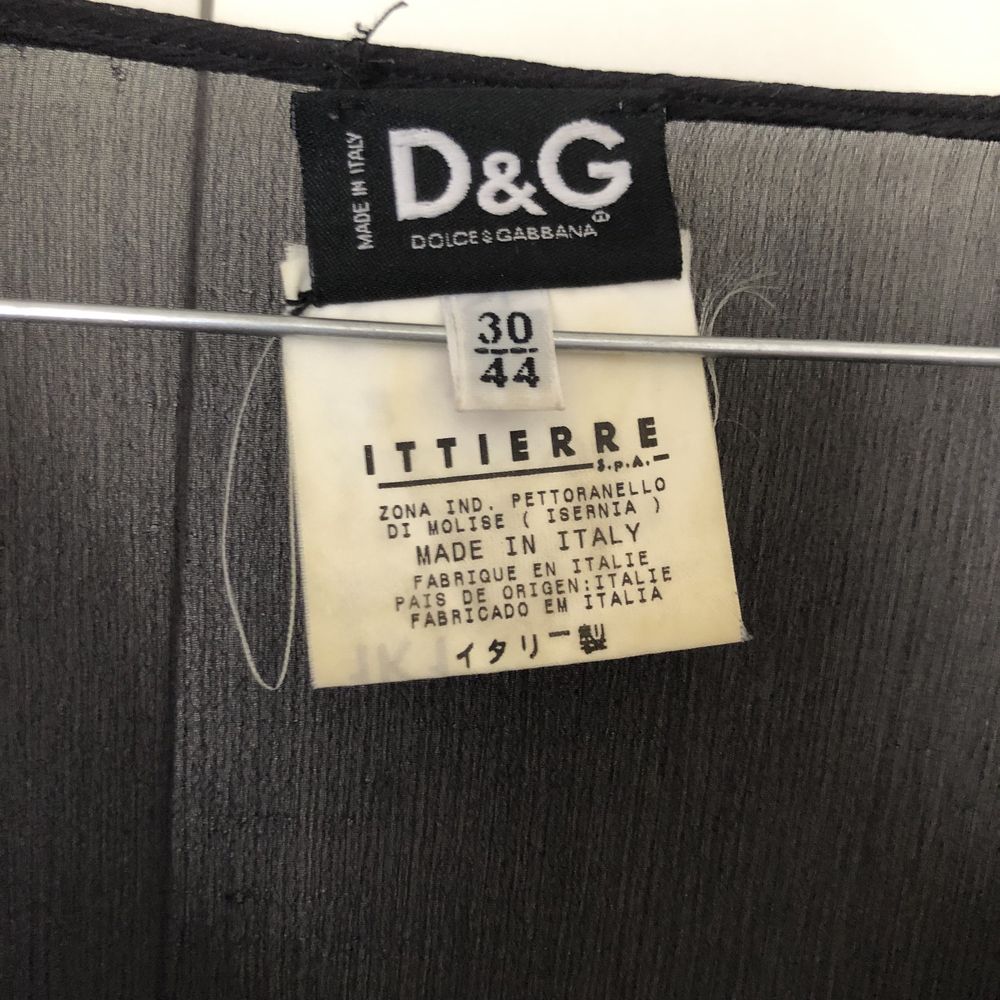 MADE IN ITALY
D&G
DOLCE & GABBANA
30
44
ITTIERRE
S.p.A.
ZONA IND. PETTORANELLO
DI MOLISE ( ISERNIA )
MADE IN ITALY
FABRIQUE EN ITALIE
PAIS DE ORIGEN:ITALIE
FABRICADO EM ITALIA
イタリー製